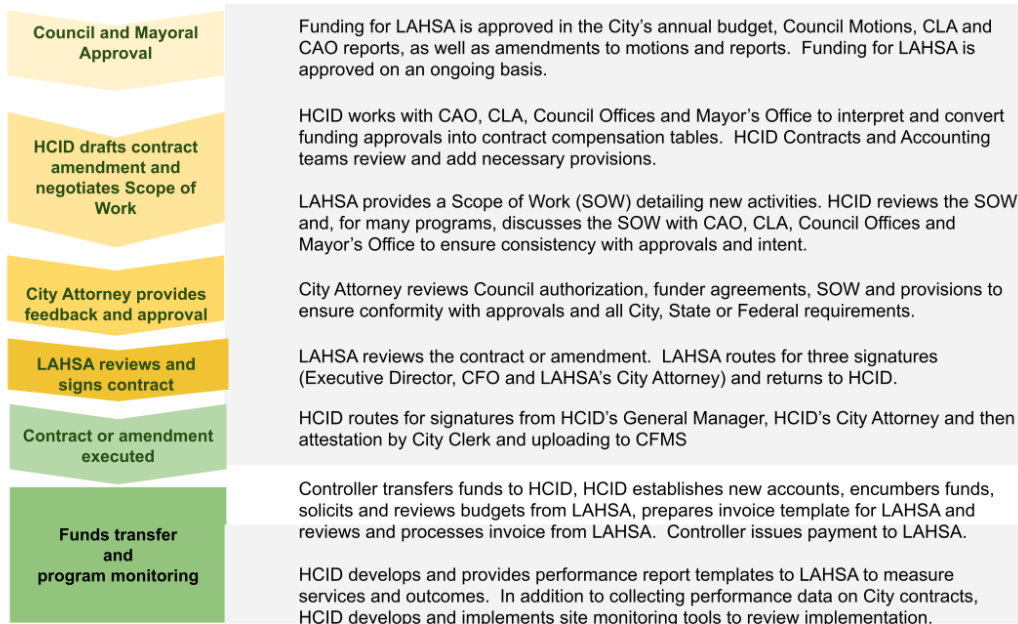 Council and Mayoral
Approval
Funding for LAHSA is approved in the City's annual budget, Council Motions, CLA and
CAO reports, as well as amendments to motions and reports.  Funding for LAHSA is
approved on an ongoing basis.
HCID drafts contract
amendment and
negotiates Scope of
Work
HCID works with CAO, CLA, Council Offices and Mayor's Office to interpret and convert
funding approvals into contract compensation tables.  HCID Contracts and Accounting
teams review and add necessary provisions.
LAHSA provides a Scope of Work (SOW) detailing new activities. HCID reviews the SOW
and, for many programs, discusses the SOW with CAO, CLA, Council Offices and
Mayor's Office to ensure consistency with approvals and intent.
City Attorney provides
feedback and approval
City Attorney reviews Council authorization, funder agreements, SOW and provisions to
ensure conformity with approvals and all City, State or Federal requirements.
LAHSA reviews and
signs contract
LAHSA reviews the contract or amendment.  LAHSA routes for three signatures
(Executive Director, CFO and LAHSA's City Attorney) and returns to HCID.
Contract or amendment
executed
HCID routes for signatures from HCID's General Manager, HCID's City Attorney and then
attestation by City Clerk and uploading to CFMS
Funds transfer
and
program monitoring
Controller transfers funds to HCID, HCID establishes new accounts, encumbers funds,
solicits and reviews budgets from LAHSA, prepares invoice template for LAHSA and
reviews and processes invoice from LAHSA.  Controller issues payment to LAHSA.
HCID develops and provides performance report templates to LAHSA to measure
services and outcomes.  In addition to collecting performance data on City contracts,
HCID develops and implements site monitoring tools to review implementation.